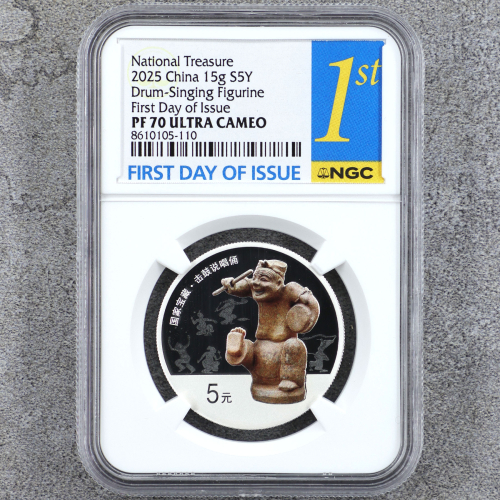 National Treasure
2025 China 15g S5Y
Drum-Singing Figurine
First Day of Issue
PF 70 ULTRA CAMEO
8610105-110
FIRST DAY OF ISSUE
1st
NGC
国家宝藏·击鼓说唱俑
5元